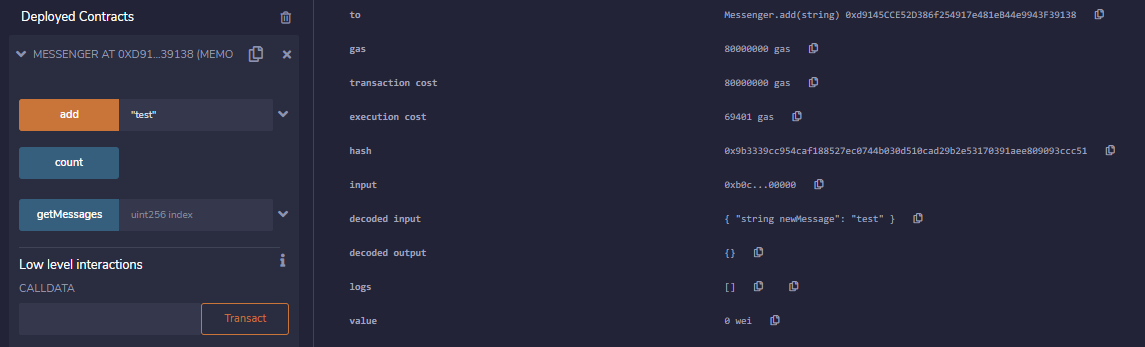 Deployed Contracts
MESSENGER AT 0XD91...39138 (MEMO
add "test"
count
getMessages uint256 index
Low level interactions
CALLDATA
Transact
to Messenger.add(string) 0xd9145CCE52D386f254917e481eB44e9943F39138
gas 80000000 gas
transaction cost 80000000 gas
execution cost 69401 gas
hash 0x9b3339cc954caf188527ec0744b030d510cad29b2e53170391aee809093ccc51
input 0xb0c...00000
decoded input { "string newMessage": "test" }
decoded output {}
logs []
value 0 wei